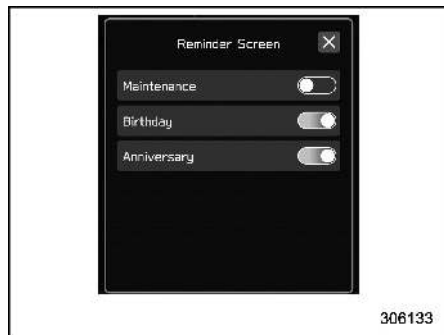 Reminder Screen
Maintenance
Birthday
Anniversary
306133